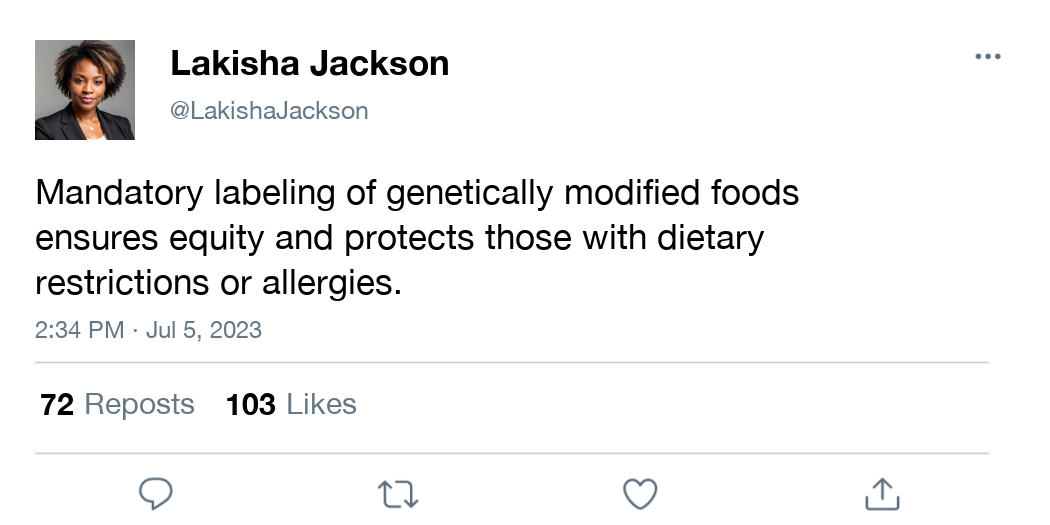 Lakisha Jackson
@LakishaJackson
Mandatory labeling of genetically modified foods
ensures equity and protects those with dietary
restrictions or allergies.
2:34 PM · Jul 5, 2023
72 Reposts 103 Likes